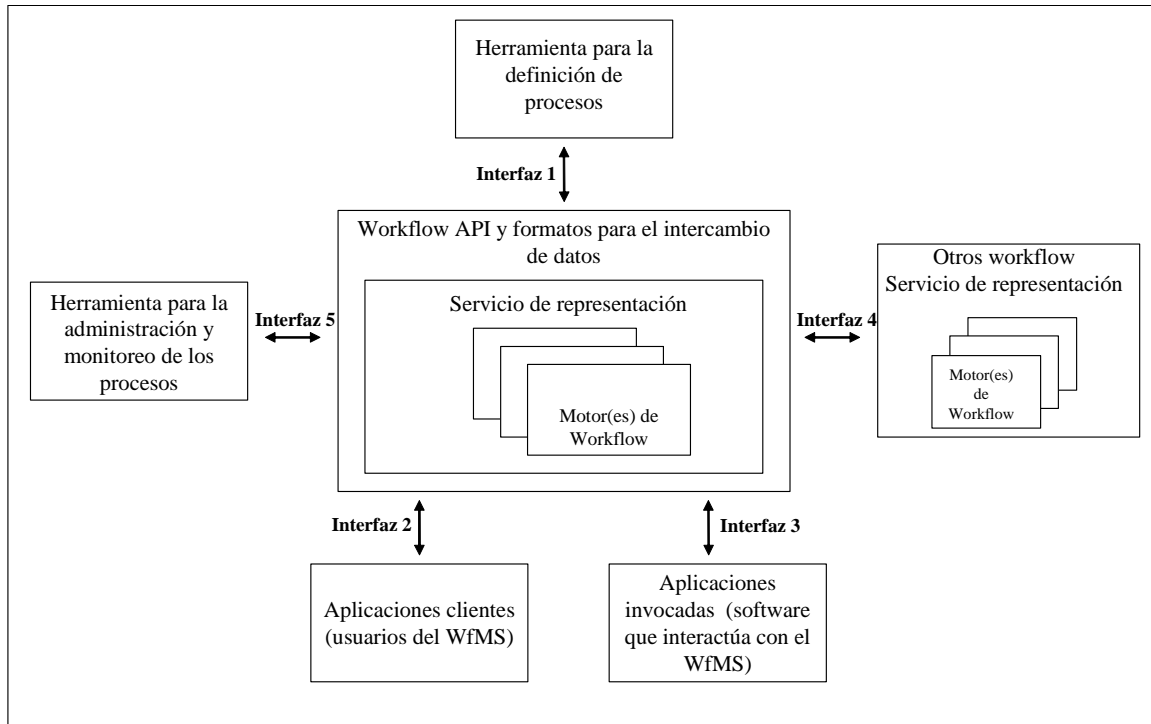 Herramienta para la
definición de
procesos
Interfaz 1
Workflow API y formatos para el intercambio
de datos
Servicio de representación
Motor(es) de
Workflow
Herramienta para la
administración y
monitoreo de los
procesos
Interfaz 5
Interfaz 4
Otros workflow
Servicio de representación
Motor(es)
de
Workflow
Interfaz 2
Interfaz 3
Aplicaciones clientes
(usuarios del WfMS)
Aplicaciones
invocadas (software
que interactúa con el
WfMS)